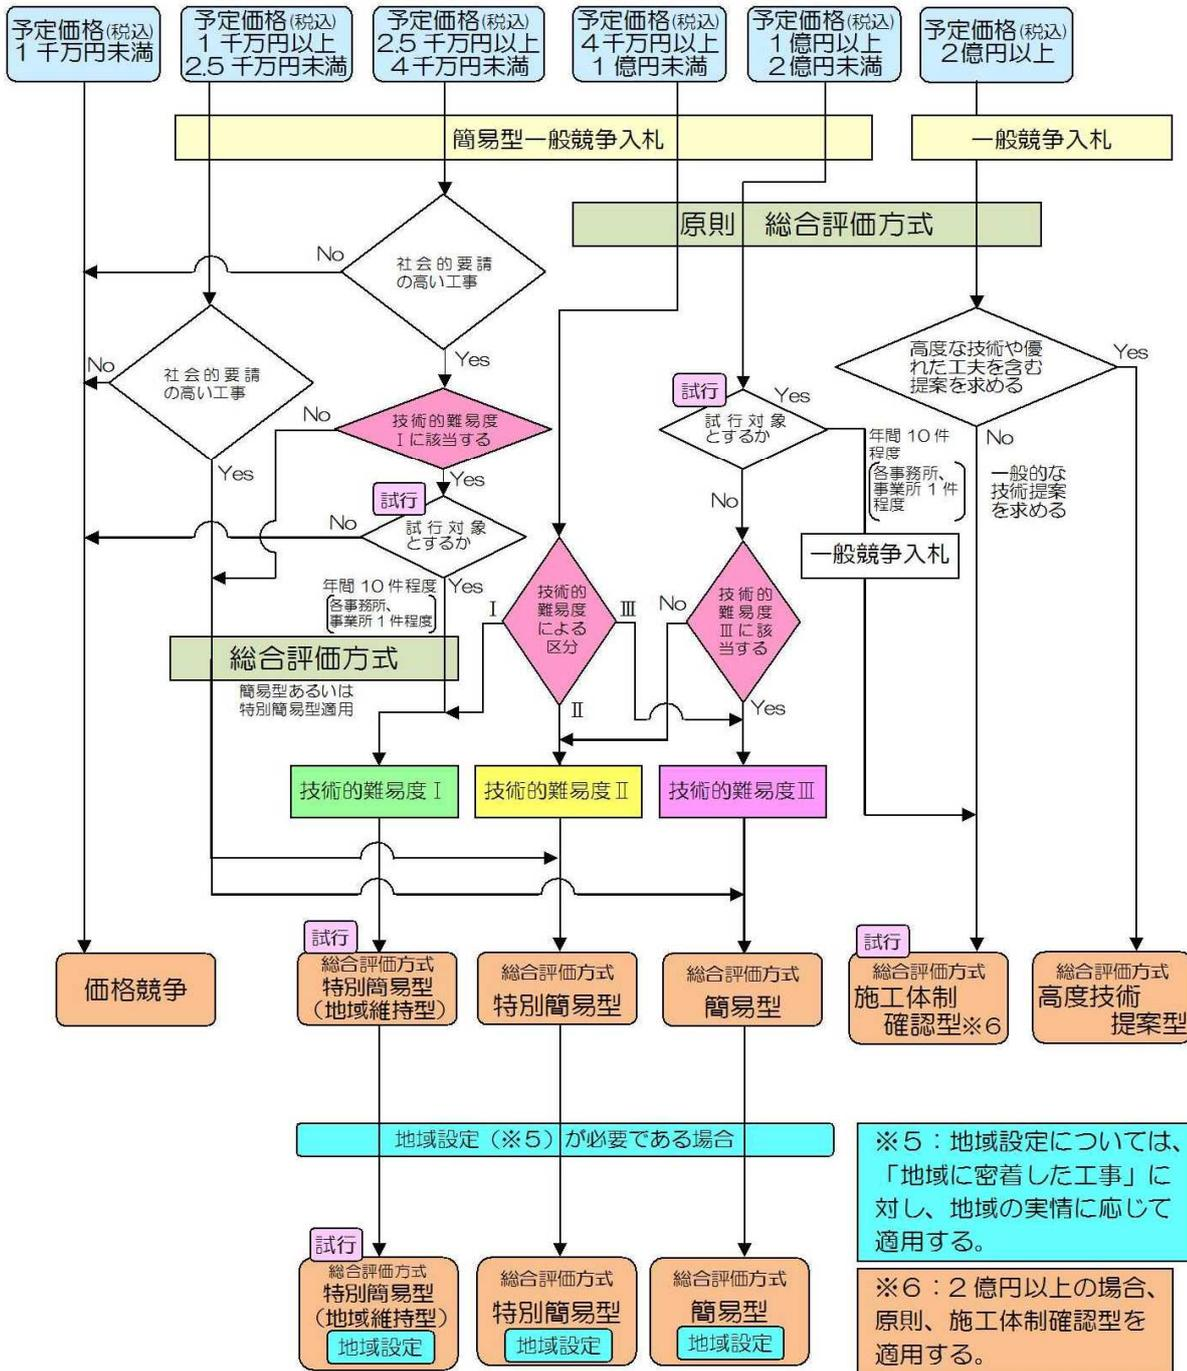 予定価格(税込)
1千万円未満
予定価格(税込)
1千万円以上
2.5千万円未満
予定価格(税込)
2.5千万円以上
4千万円未満
予定価格(税込)
4千万円以上
1億円未満
予定価格(税込)
1億円以上
2億円未満
予定価格(税込)
2億円以上
簡易型一般競争入札
一般競争入札
原則 総合評価方式
No
社会的要請
の高い工事
Yes
No
社会的要請
の高い工事
Yes
高度な技術や優
れた工夫を含む
提案を求める
Yes
No
一般的な
技術提案
を求める
No
技術的難易度
Ⅰに該当する
Yes
試行
試行対象
とするか
Yes
No
年間10件
程度
各事務所、
事業所1件
程度
試行
No
試行対象
とするか
Yes
年間10件程度
各事務所、
事業所1件程度
一般競争入札
Ⅰ
技術的
難易度
による
区分
Ⅲ
Ⅱ
No
技術的
難易度
Ⅲに該
当する
Yes
総合評価方式
簡易型あるいは
特別簡易型適用
技術的難易度Ⅰ
技術的難易度Ⅱ
技術的難易度Ⅲ
価格競争
試行
総合評価方式
特別簡易型
(地域維持型)
総合評価方式
特別簡易型
総合評価方式
簡易型
試行
総合評価方式
施工体制
確認型※6
総合評価方式
高度技術
提案型
地域設定(※5)が必要である場合
試行
総合評価方式
特別簡易型
(地域維持型)
地域設定
総合評価方式
特別簡易型
地域設定
総合評価方式
簡易型
地域設定
※5:地域設定については、
「地域に密着した工事」に
対し、地域の実情に応じて
適用する。
※6:2億円以上の場合、
原則、施工体制確認型を
適用する。